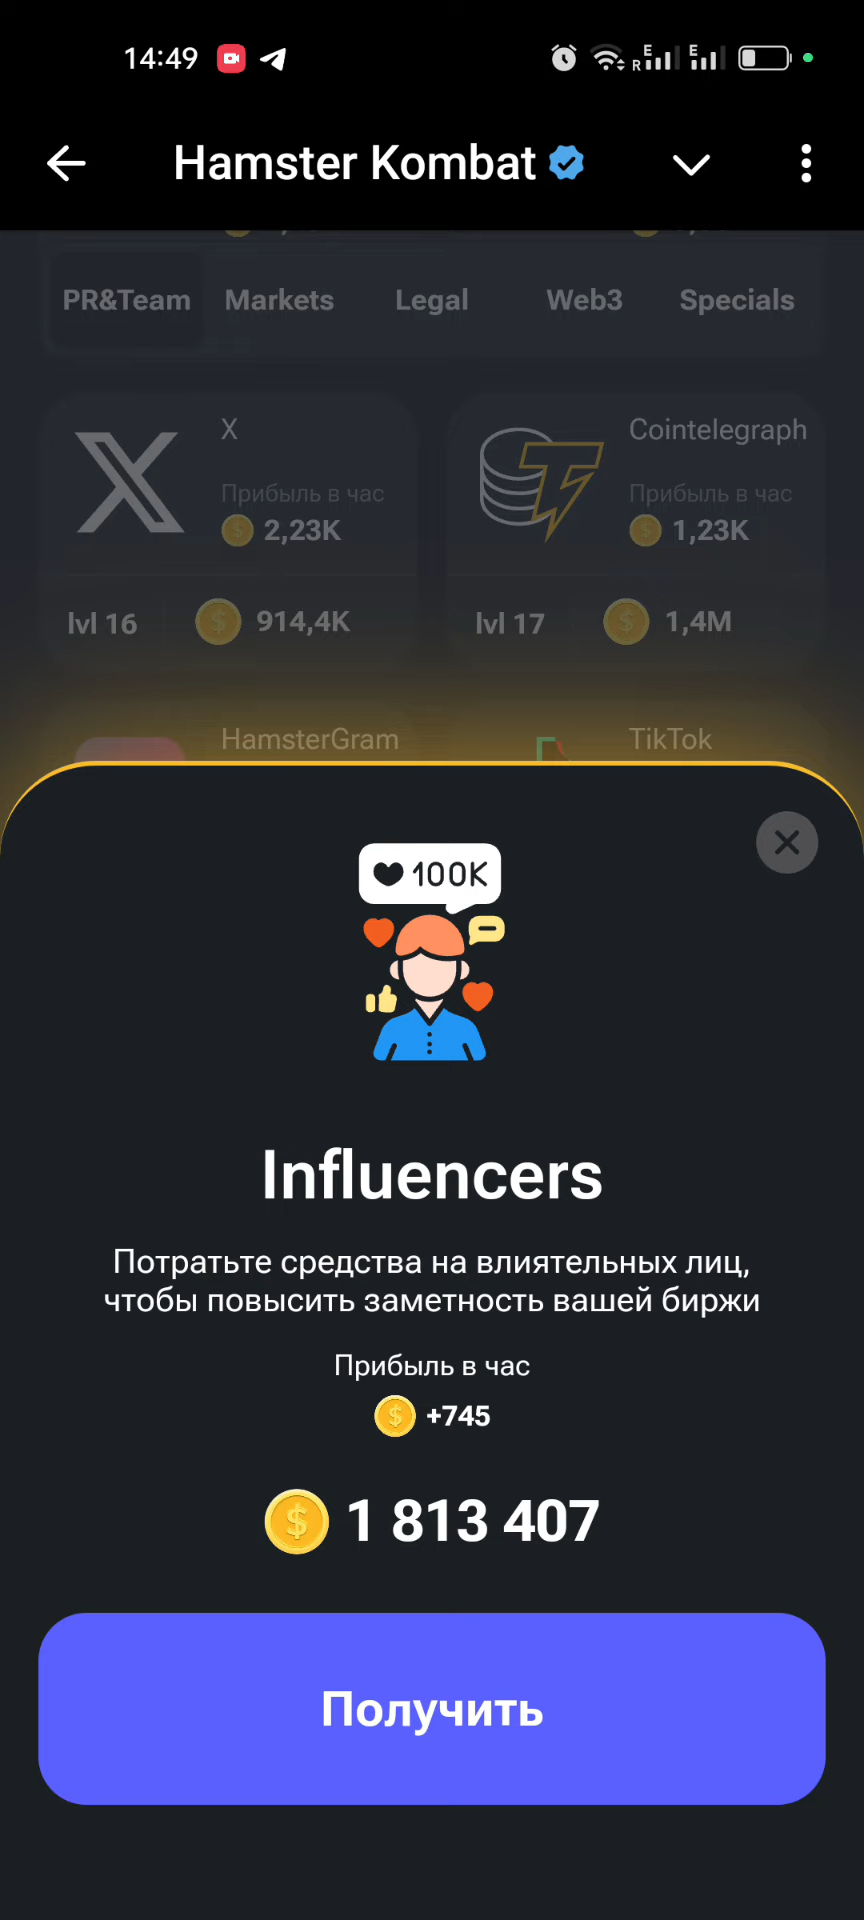 14:49
Hamster Kombat
PR&Team Markets Legal Web3 Specials
X
Прибыль в час
2,23K
lvl 16 914,4K
Cointelegraph
Прибыль в час
1,23K
lvl 17 1,4M
HamsterGram
TikTok
100K
Influencers
Потратьте средства на влиятельных лиц,
чтобы повысить заметность вашей биржи
Прибыль в час
+745
1 813 407
Получить